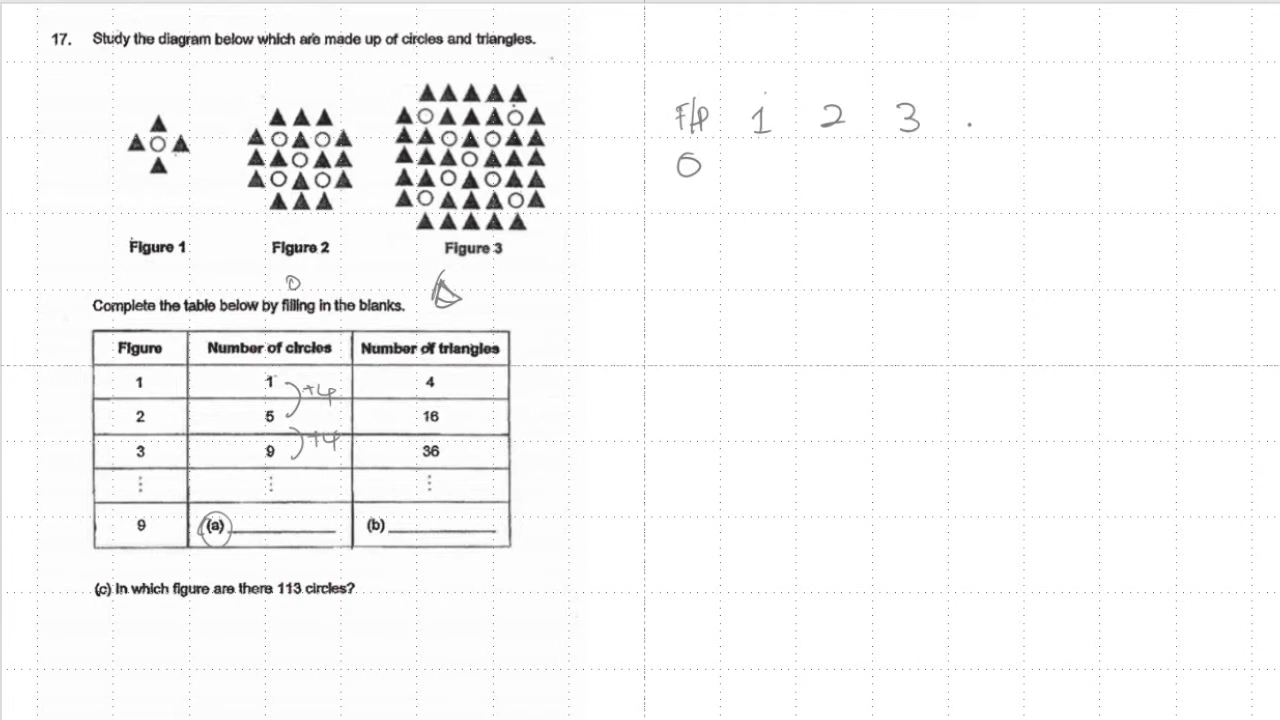 17. Study the diagram below which are made up of circles and triangles.
Figure 1 Figure 2 Figure 3
Complete the table below by filling in the blanks.
Figure Number of circles Number of triangles
1 1 4
+4
2 5 16
+4
3 9 36
⋮ ⋮ ⋮
9 (a) ________ (b) ________
(c) In which figure are there 113 circles?
1 2 3 .